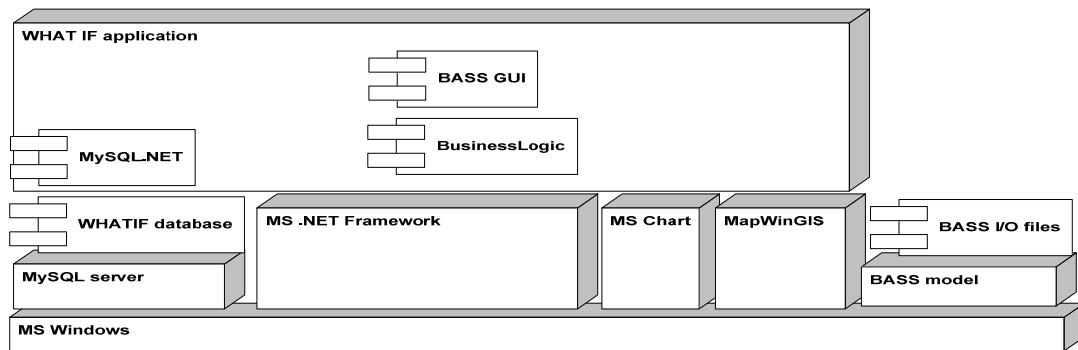 WHAT IF application
BASS GUI
BusinessLogic
MySQL.NET
WHATIF database
MS .NET Framework
MS Chart
MapWinGIS
BASS I/O files
MySQL server
BASS model
MS Windows